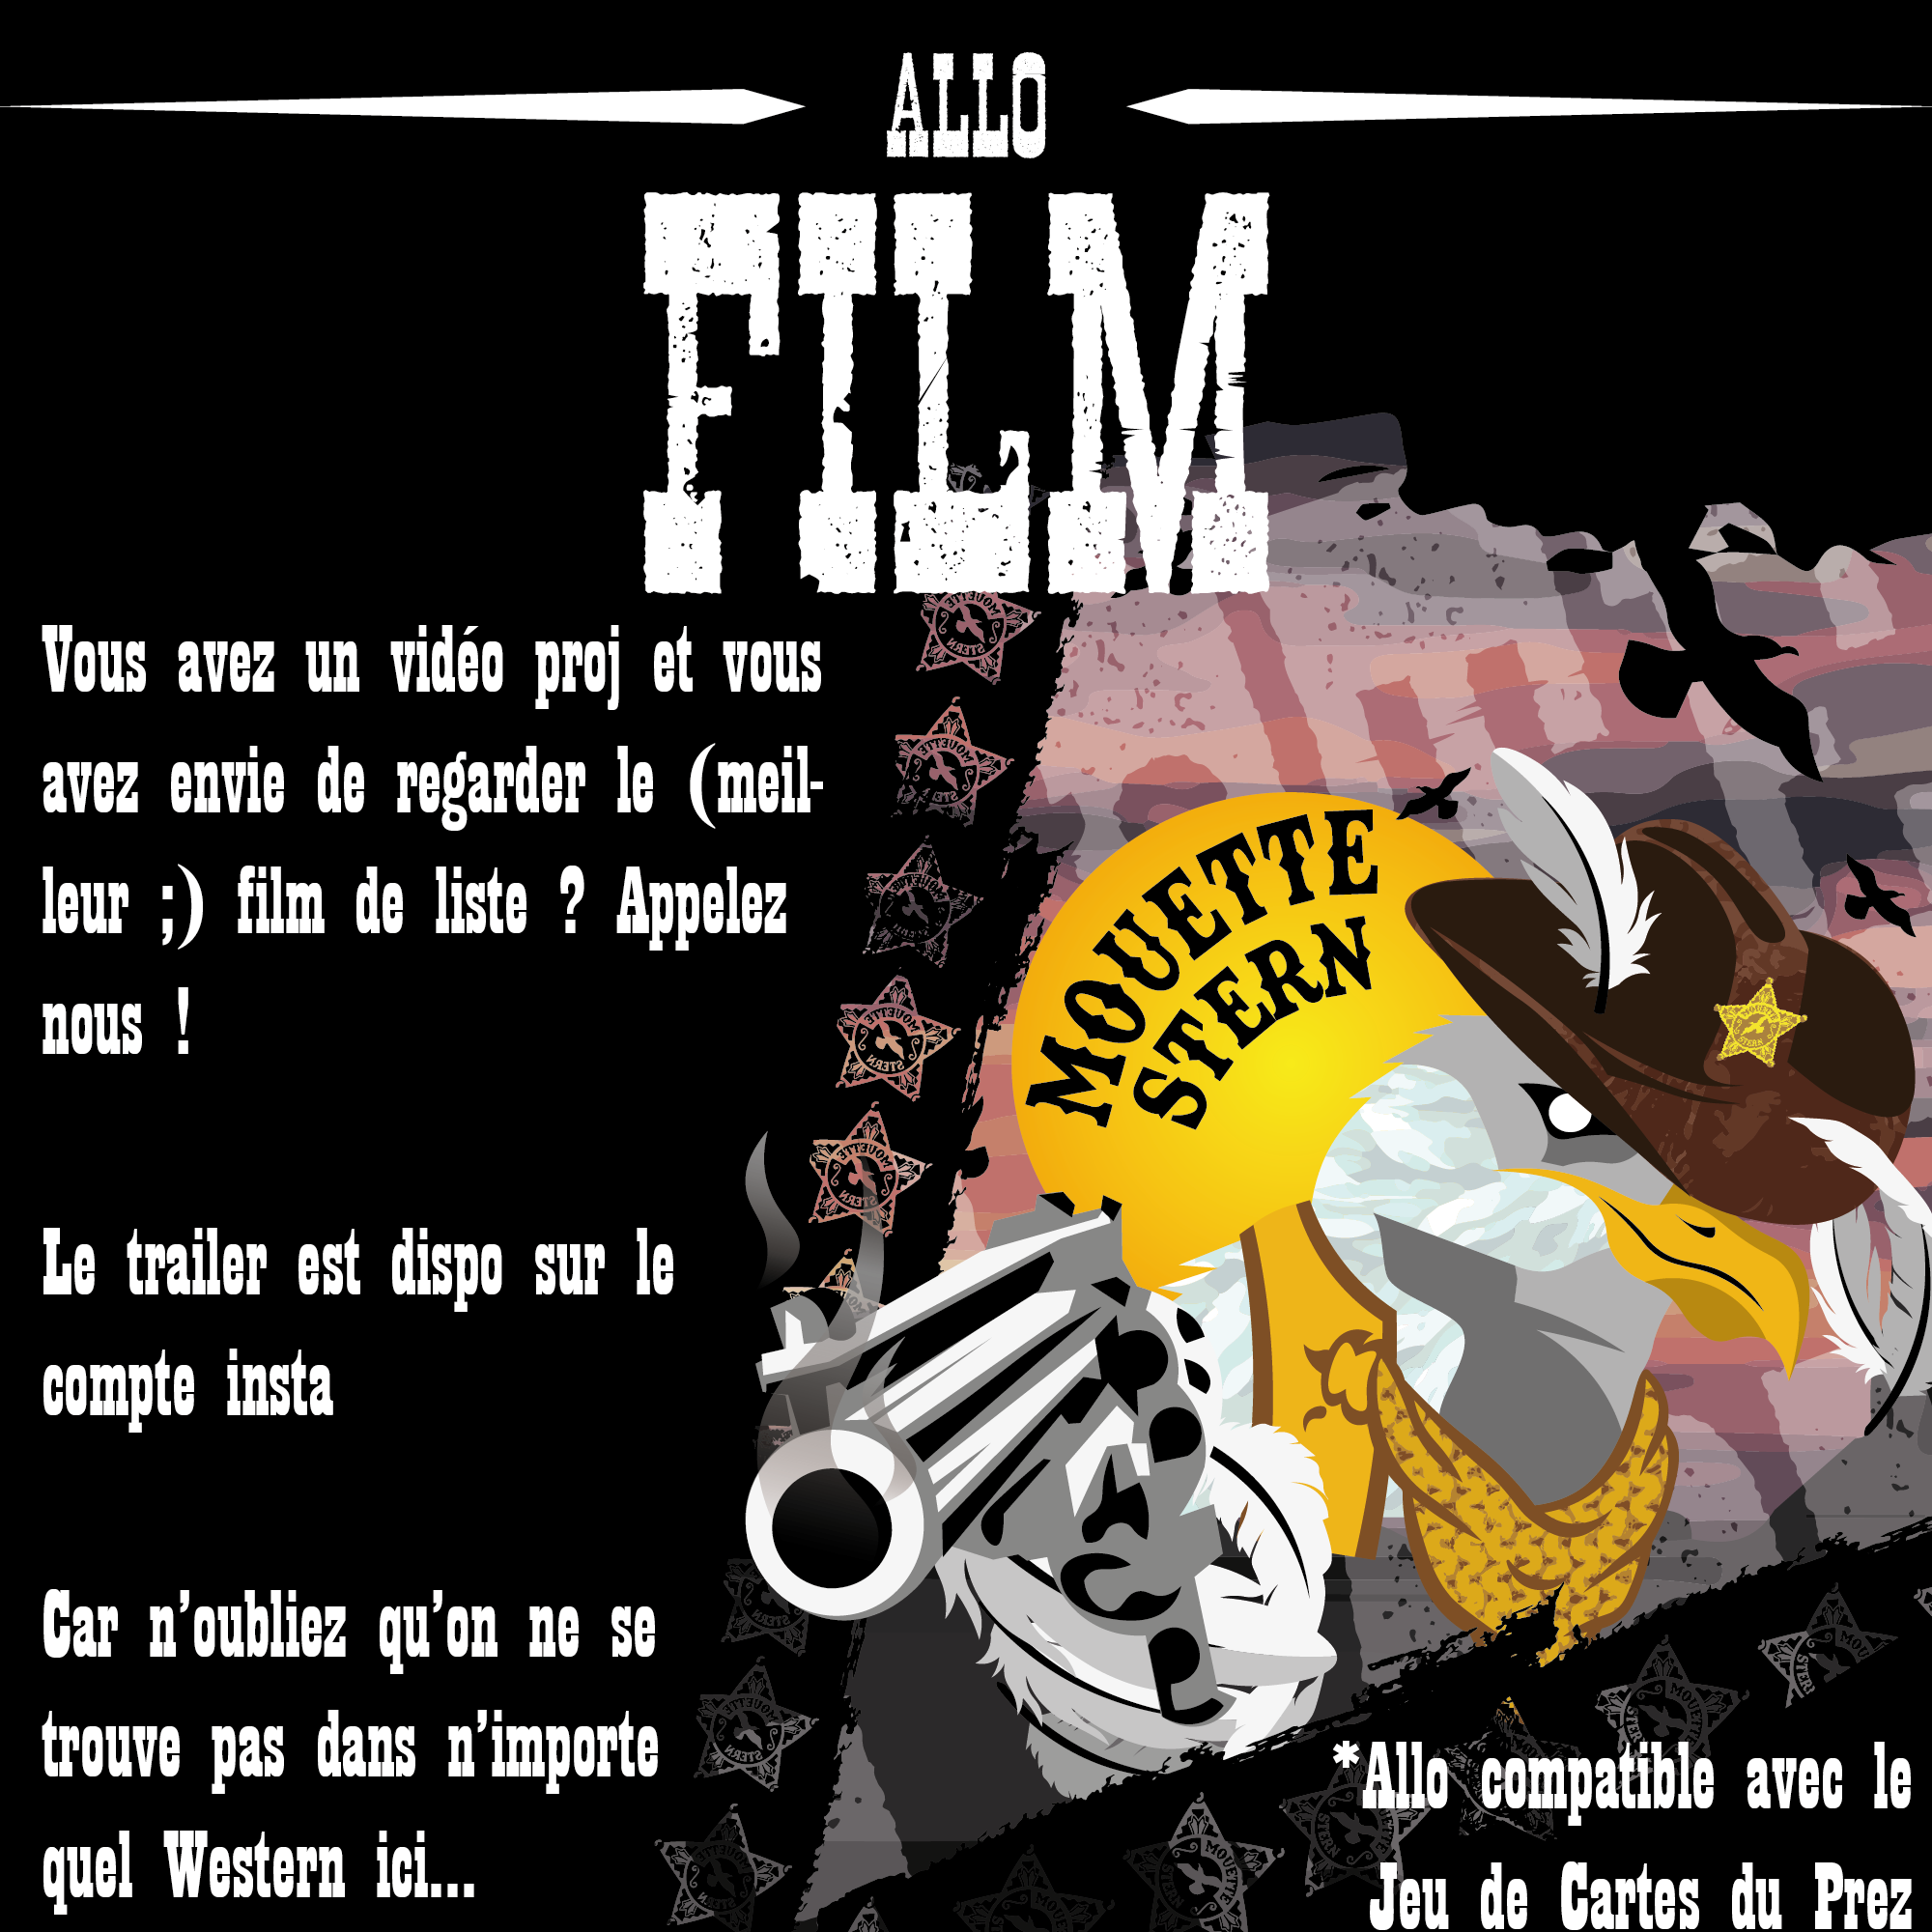 ALLO
FILM
Vous avez un vidéo proj et vous
avez envie de regarder le (meil-
leur ;) film de liste ? Appelez
nous !
MOUETTE
STERN
Le trailer est dispo sur le
compte insta
Car n'oubliez qu'on ne se
trouve pas dans n'importe
quel Western ici...
*Allo compatible avec le
Jeu de Cartes du Prez